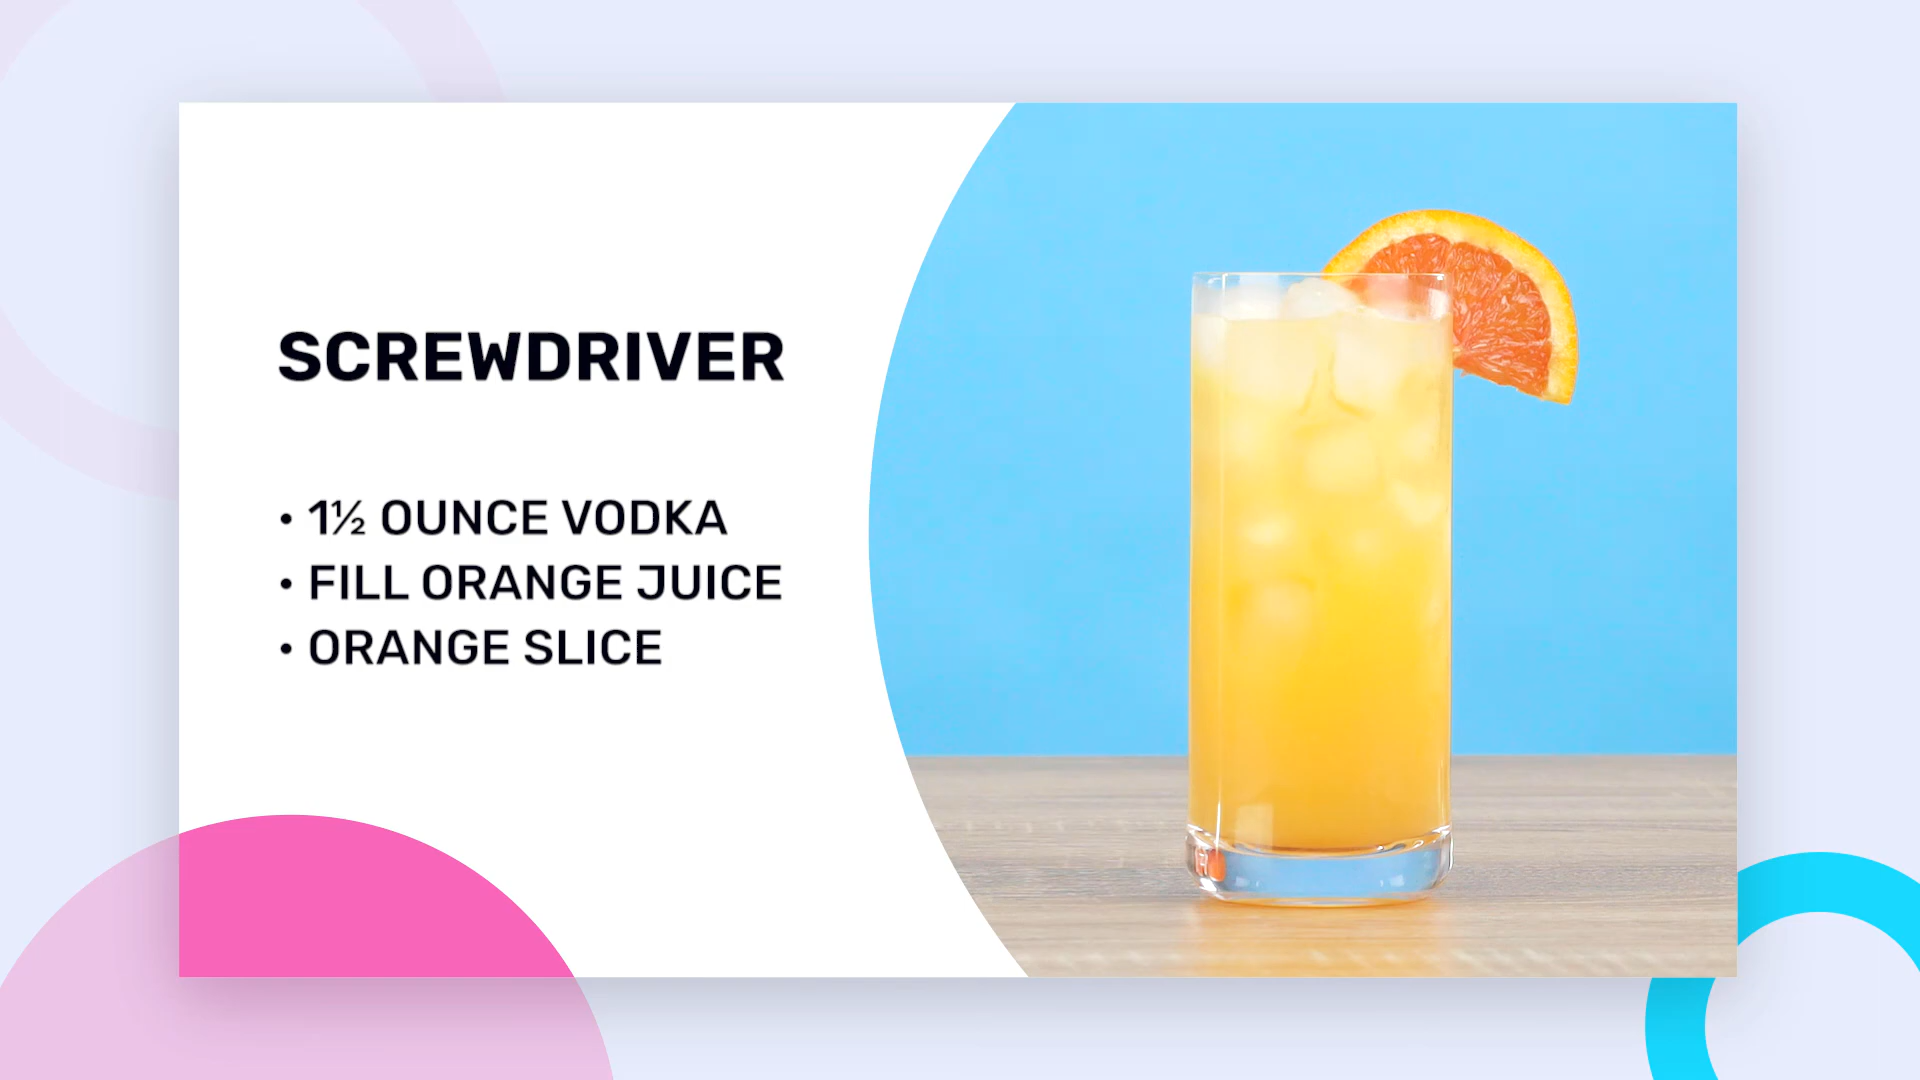 SCREWDRIVER
• 1½ OUNCE VODKA
• FILL ORANGE JUICE
• ORANGE SLICE